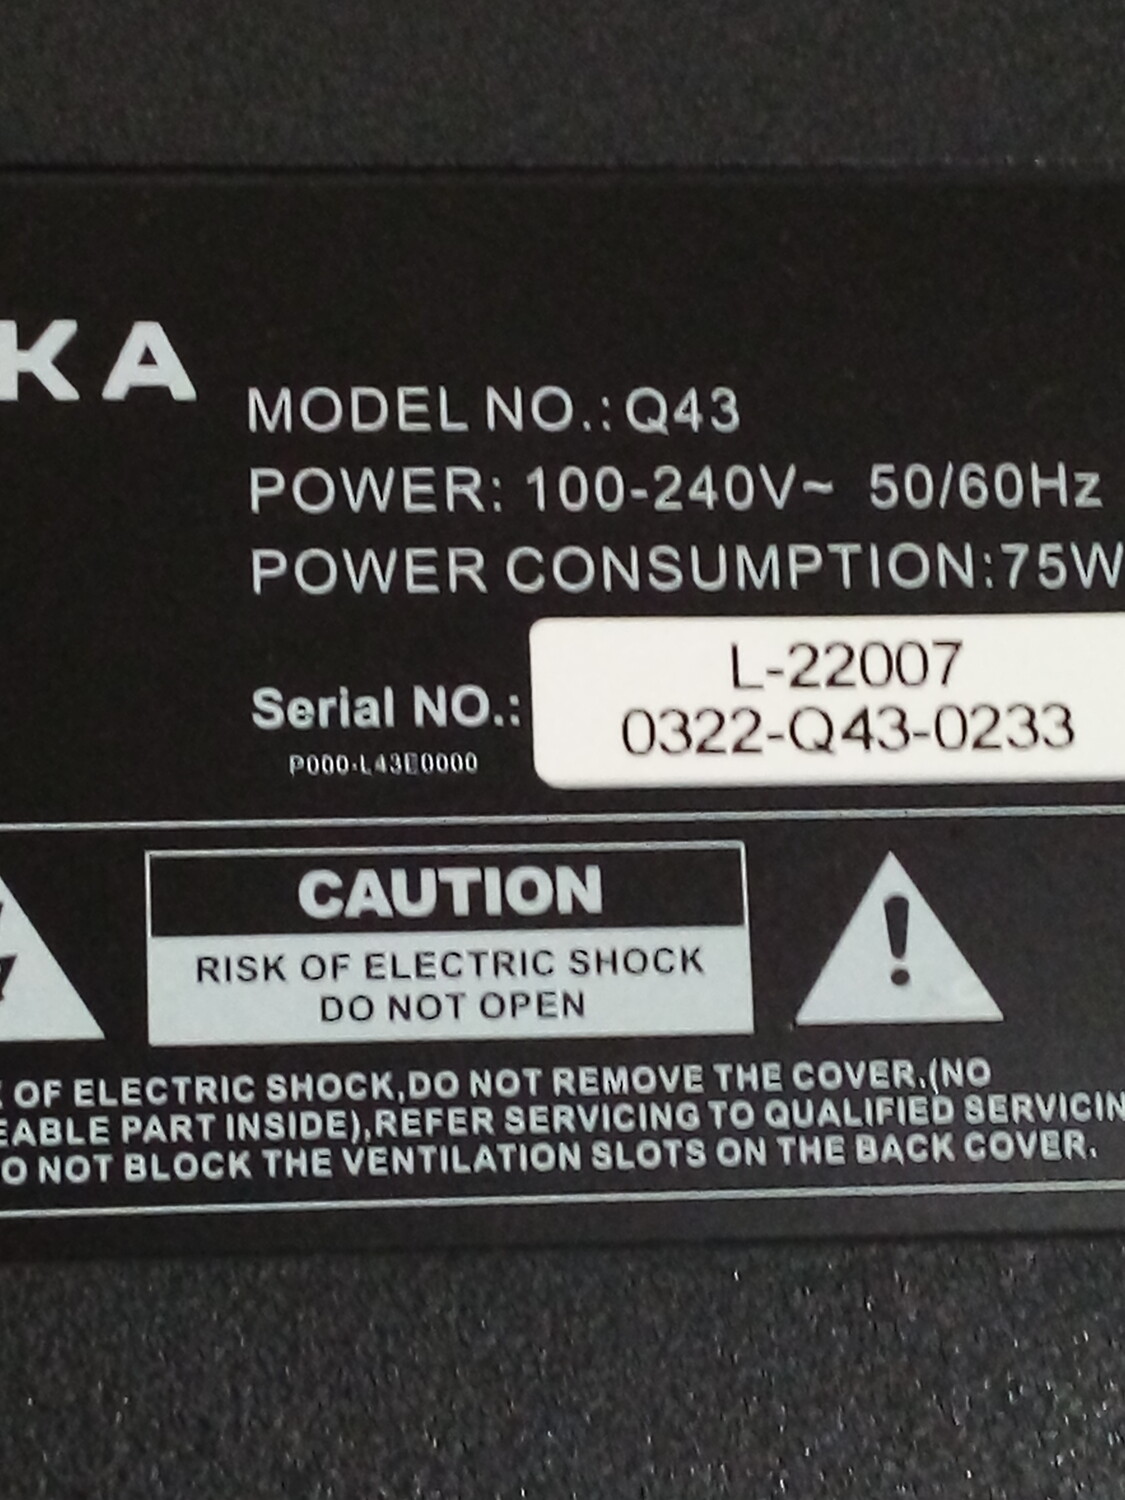 KA
MODEL NO.: Q43
POWER: 100-240V~ 50/60Hz
POWER CONSUMPTION:75W
L-22007
Serial NO.:
0322-Q43-0233
P000-L43E0000
CAUTION
RISK OF ELECTRIC SHOCK
DO NOT OPEN
OF ELECTRIC SHOCK,DO NOT REMOVE THE COVER.(NO
EABLE PART INSIDE),REFER SERVICING TO QUALIFIED SERVICIN
O NOT BLOCK THE VENTILATION SLOTS ON THE BACK COVER.